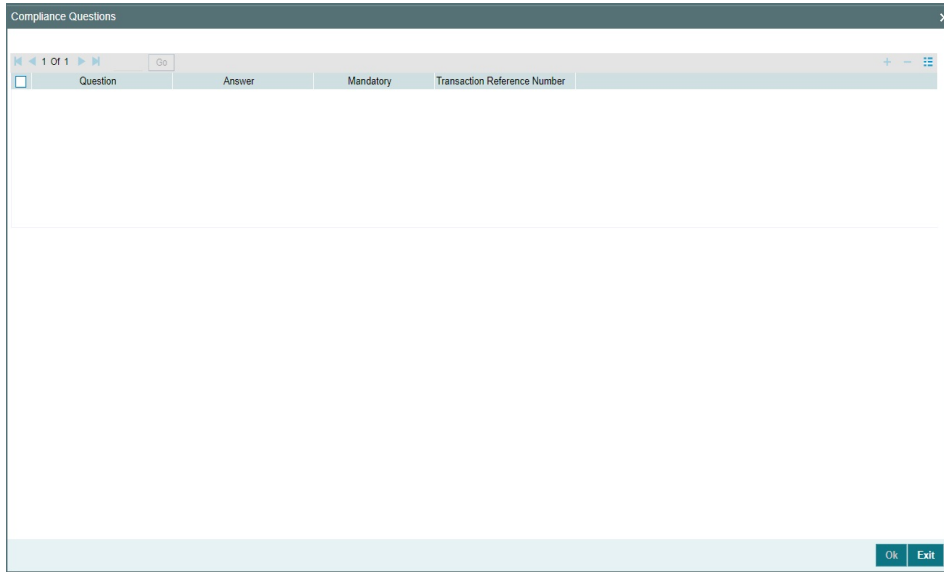 Compliance Questions
1 Of 1 Go
Question Answer Mandatory Transaction Reference Number
Ok Exit